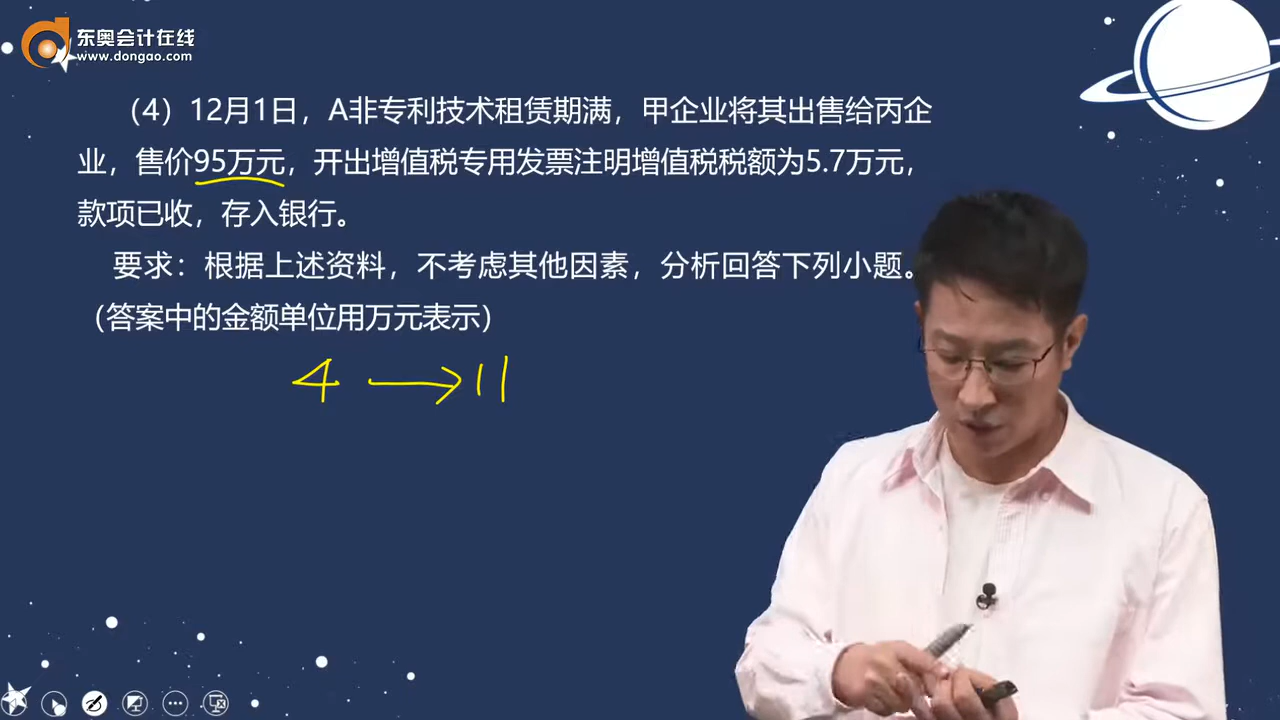 东奥会计在线
www.dongao.com
（4）12月1日，A非专利技术租赁期满，甲企业将其出售给丙企
业，售价95万元，开出增值税专用发票注明增值税税额为5.7万元，
款项已收，存入银行。
要求：根据上述资料，不考虑其他因素，分析回答下列小题。
（答案中的金额单位用万元表示）
4 → 11